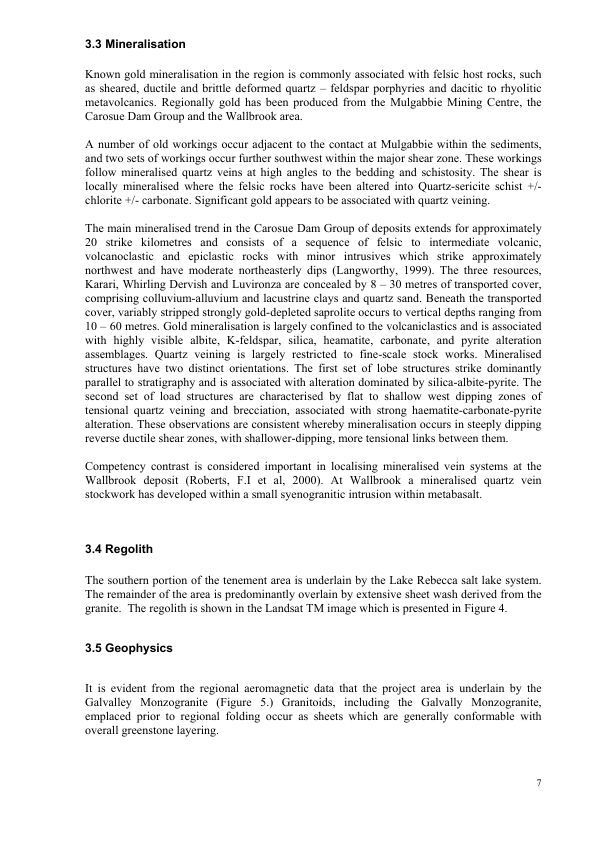 3.3 Mineralisation
Known gold mineralisation in the region is commonly associated with felsic host rocks, such
as sheared, ductile and brittle deformed quartz – feldspar porphyries and dacitic to rhyolitic
metavolcanics. Regionally gold has been produced from the Mulgabbie Mining Centre, the
Carosue Dam Group and the Wallbrook area.
A number of old workings occur adjacent to the contact at Mulgabbie within the sediments,
and two sets of workings occur further southwest within the major shear zone. These workings
follow mineralised quartz veins at high angles to the bedding and schistosity. The shear is
locally mineralised where the felsic rocks have been altered into Quartz-sericite schist +/-
chlorite +/- carbonate. Significant gold appears to be associated with quartz veining.
The main mineralised trend in the Carosue Dam Group of deposits extends for approximately
20 strike kilometres and consists of a sequence of felsic to intermediate volcanic,
volcanoclastic and epiclastic rocks with minor intrusives which strike approximately
northwest and have moderate northeasterly dips (Langworthy, 1999). The three resources,
Karari, Whirling Dervish and Luvironza are concealed by 8 – 30 metres of transported cover,
comprising colluvium-alluvium and lacustrine clays and quartz sand. Beneath the transported
cover, variably stripped strongly gold-depleted saprolite occurs to vertical depths ranging from
10 – 60 metres. Gold mineralisation is largely confined to the volcaniclastics and is associated
with highly visible albite, K-feldspar, silica, heamatite, carbonate, and pyrite alteration
assemblages. Quartz veining is largely restricted to fine-scale stock works. Mineralised
structures have two distinct orientations. The first set of lobe structures strike dominantly
parallel to stratigraphy and is associated with alteration dominated by silica-albite-pyrite. The
second set of load structures are characterised by flat to shallow west dipping zones of
tensional quartz veining and brecciation, associated with strong haematite-carbonate-pyrite
alteration. These observations are consistent whereby mineralisation occurs in steeply dipping
reverse ductile shear zones, with shallower-dipping, more tensional links between them.
Competency contrast is considered important in localising mineralised vein systems at the
Wallbrook deposit (Roberts, F.I et al, 2000). At Wallbrook a mineralised quartz vein
stockwork has developed within a small syenogranitic intrusion within metabasalt.
3.4 Regolith
The southern portion of the tenement area is underlain by the Lake Rebecca salt lake system.
The remainder of the area is predominantly overlain by extensive sheet wash derived from the
granite.  The regolith is shown in the Landsat TM image which is presented in Figure 4.
3.5 Geophysics
It is evident from the regional aeromagnetic data that the project area is underlain by the
Galvalley Monzogranite (Figure 5.) Granitoids, including the Galvally Monzogranite,
emplaced prior to regional folding occur as sheets which are generally conformable with
overall greenstone layering.
7